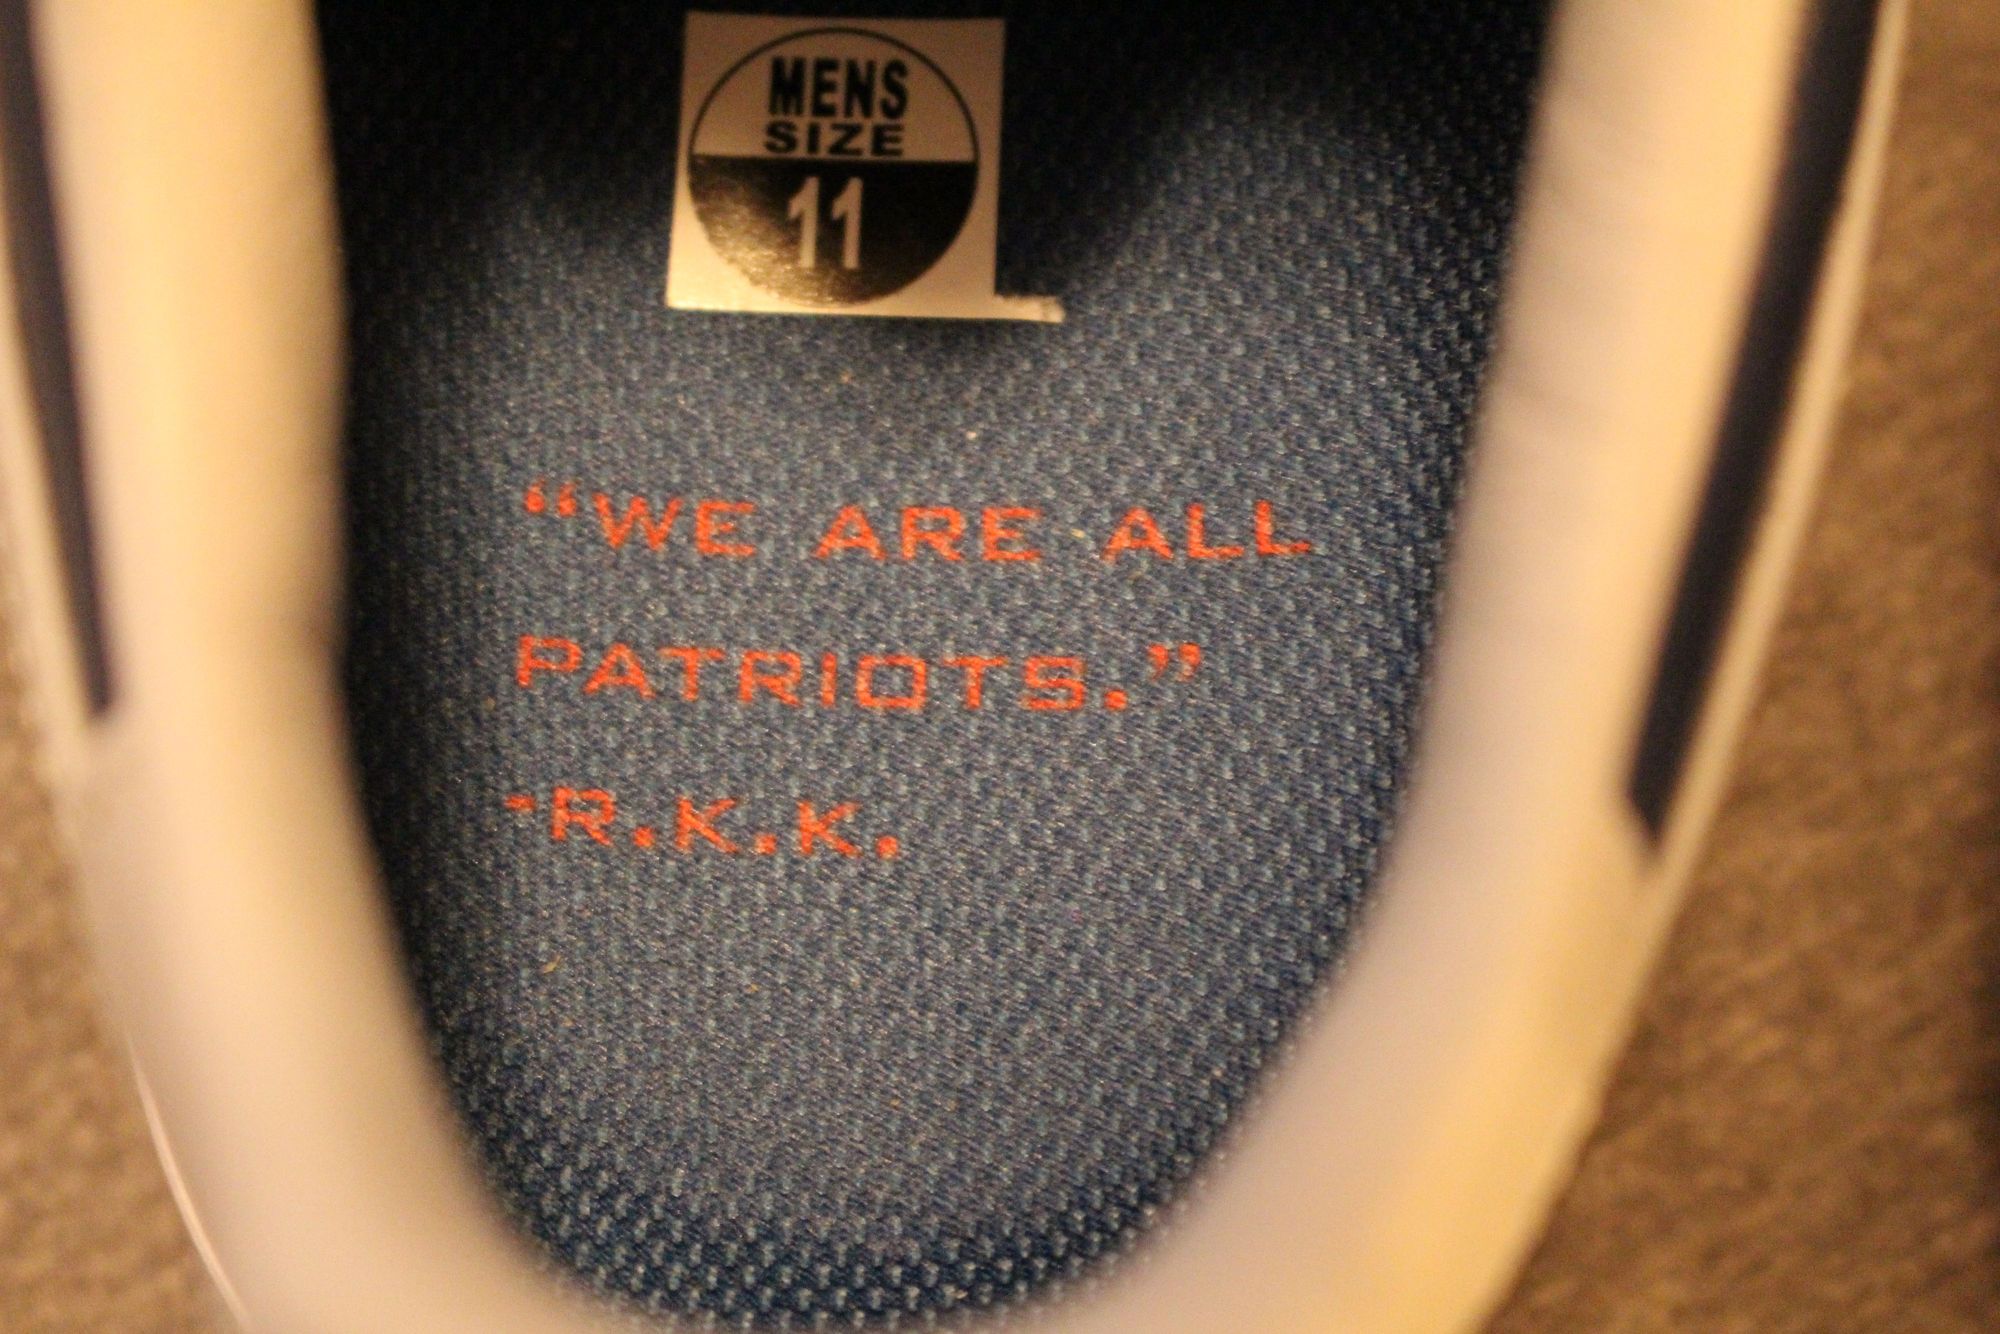 MENS
SIZE
11
“WE ARE ALL
PATRIOTS.”
-R.K.K.